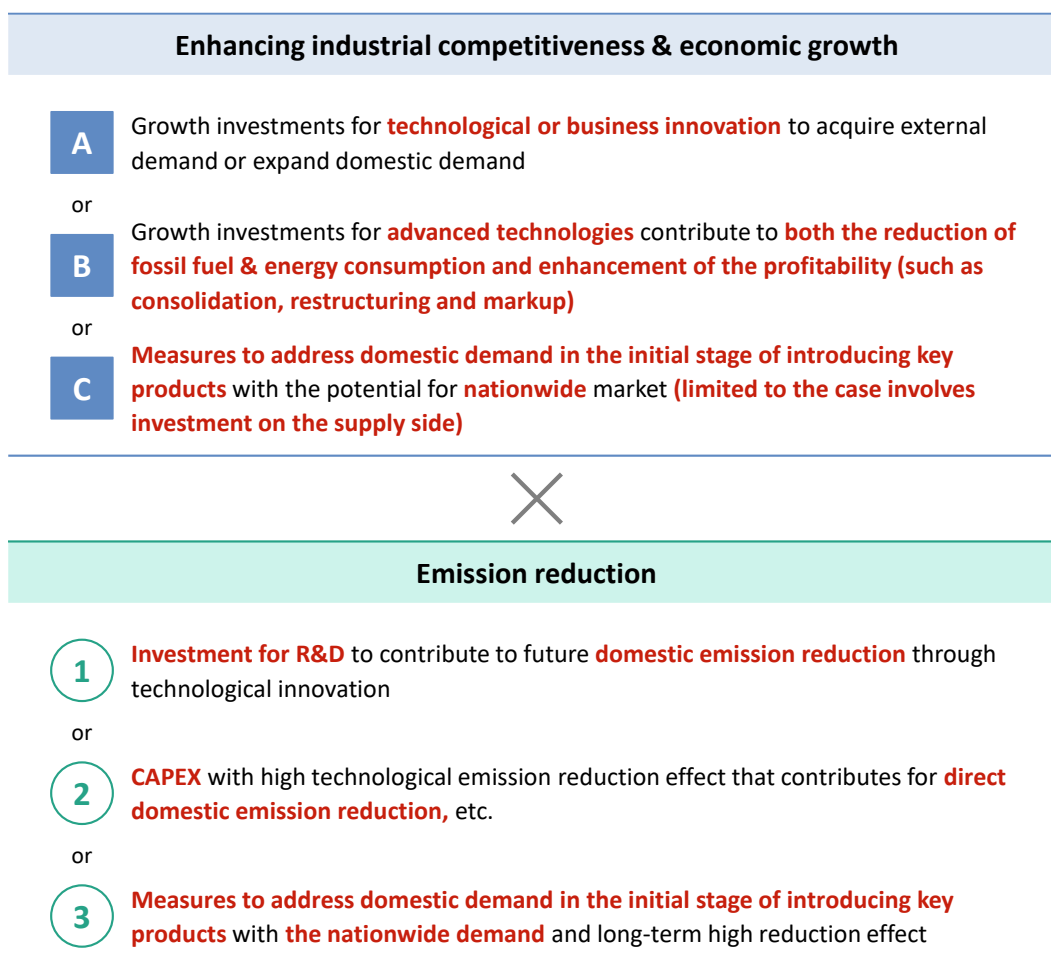 Enhancing industrial competitiveness & economic growth
A
Growth investments for technological or business innovation to acquire external
demand or expand domestic demand
or
B
Growth investments for advanced technologies contribute to both the reduction of
fossil fuel & energy consumption and enhancement of the profitability (such as
consolidation, restructuring and markup)
or
C
Measures to address domestic demand in the initial stage of introducing key
products with the potential for nationwide market (limited to the case involves
investment on the supply side)
Emission reduction
1
Investment for R&D to contribute to future domestic emission reduction through
technological innovation
or
2
CAPEX with high technological emission reduction effect that contributes for direct
domestic emission reduction, etc.
or
3
Measures to address domestic demand in the initial stage of introducing key
products with the nationwide demand and long-term high reduction effect